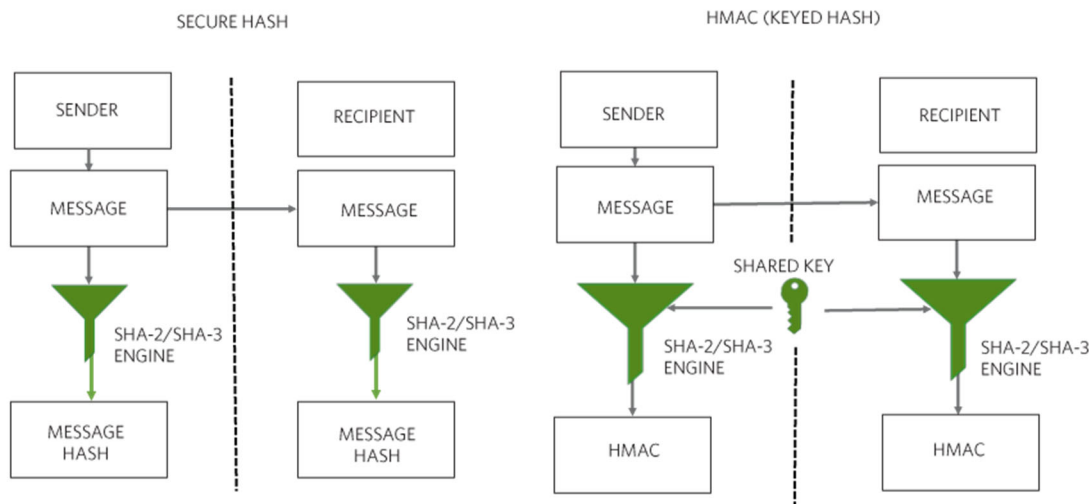 SECURE HASH
SENDER
RECIPIENT
MESSAGE
MESSAGE
SHA-2/SHA-3
ENGINE
SHA-2/SHA-3
ENGINE
MESSAGE
HASH
MESSAGE
HASH
HMAC (KEYED HASH)
SENDER
RECIPIENT
MESSAGE
MESSAGE
SHARED KEY
SHA-2/SHA-3
ENGINE
SHA-2/SHA-3
ENGINE
HMAC
HMAC